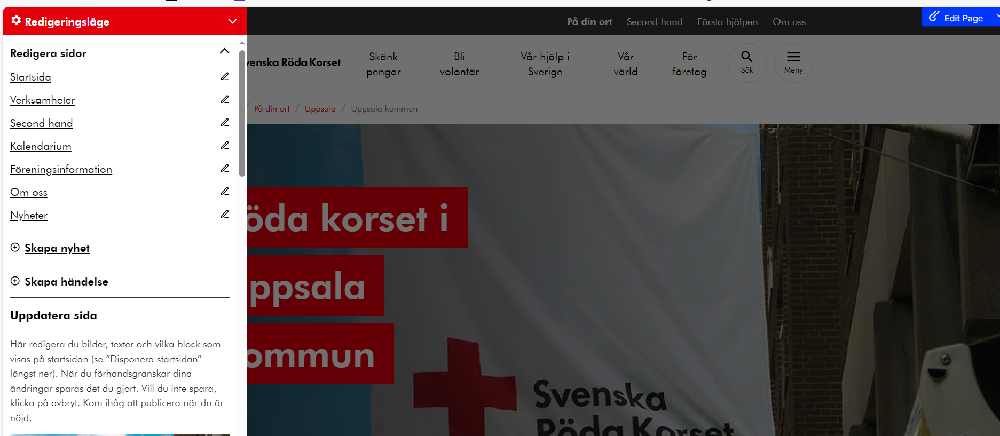 Redigeringsläge
På din ort Second hand Första hjälpen Om oss
Edit Page
Redigera sidor
Startsida
Verksamheter
Second hand
Kalendarium
Föreningsinformation
Om oss
Nyheter
Skapa nyhet
Skapa händelse
Uppdatera sida
Här redigera du bilder, texter och vilka block som
visas på startsidan (se ”Disponera startsidan”
längst ner). När du förhandsgranskar dina
ändringar sparas det du gjort. Vill du inte spara,
klicka på avbryt. Kom ihåg att publicera när du är
nöjd.
venska Röda Korset
Skänk
pengar
Bli
volontär
Vår hjälp i
Sverige
Vår
värld
För
företag
Sök
Meny
/ På din ort / Uppsala / Uppsala kommun
öda korset i
ppsala
ommun
Svenska
Röda Korset